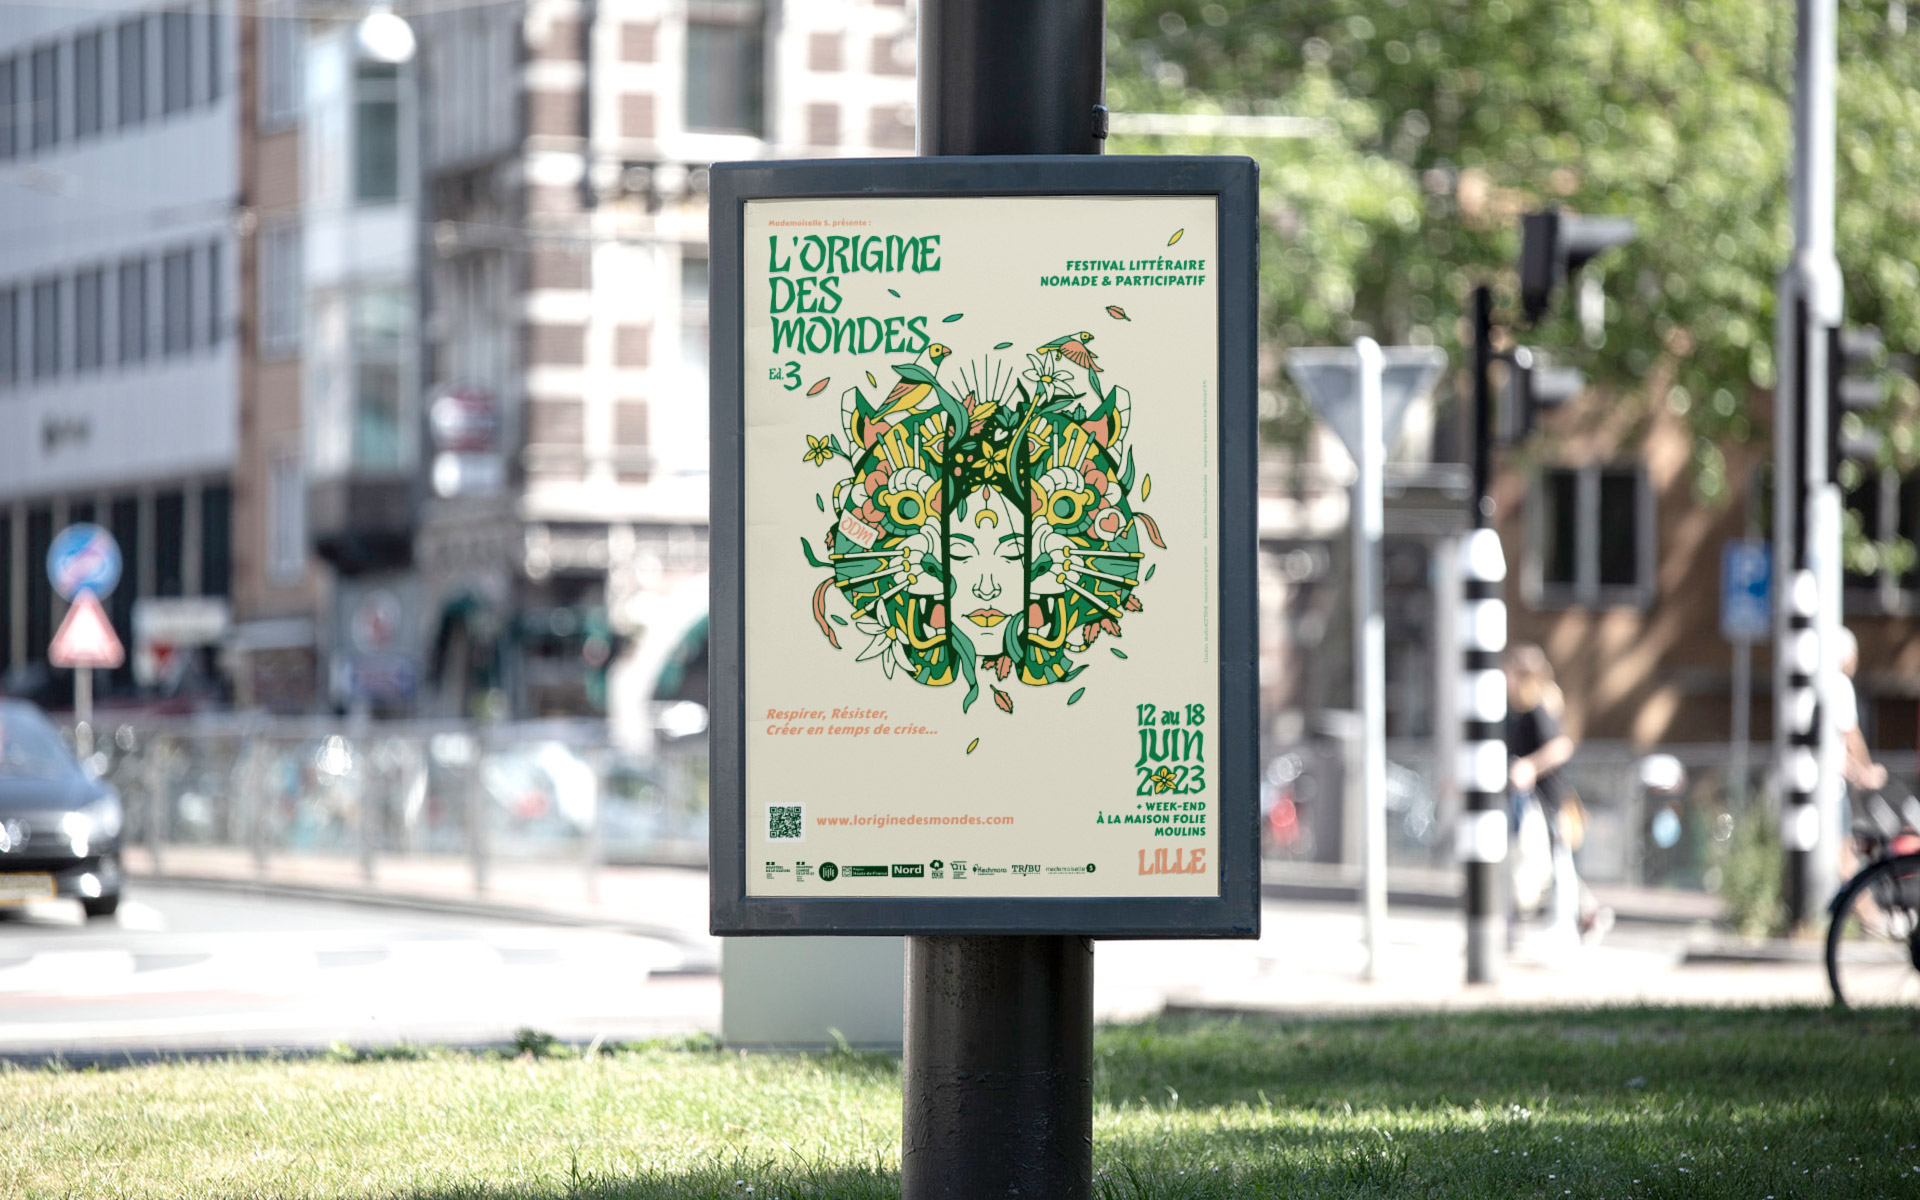 Mademoiselle S. présente :
L'ORIGINE
DES
MONDES
Ed. 3
FESTIVAL LITTÉRAIRE
NOMADE & PARTICIPATIF
ODM
Respirer, Résister,
Créer en temps de crise...
12 au 18
JUIN
2023
+ WEEK-END
À LA MAISON FOLIE
MOULINS
LILLE
www.loriginedesmondes.com
Nord
TRIBU
mademoiselle S
P